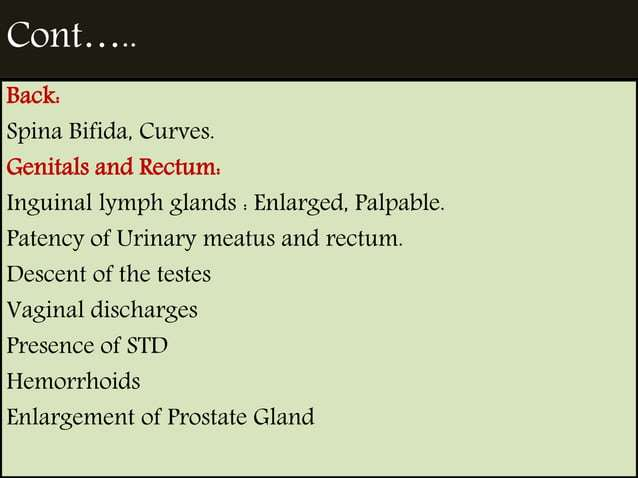 Cont…..
Back:
Spina Bifida, Curves.
Genitals and Rectum:
Inguinal lymph glands : Enlarged, Palpable.
Patency of Urinary meatus and rectum.
Descent of the testes
Vaginal discharges
Presence of STD
Hemorrhoids
Enlargement of Prostate Gland